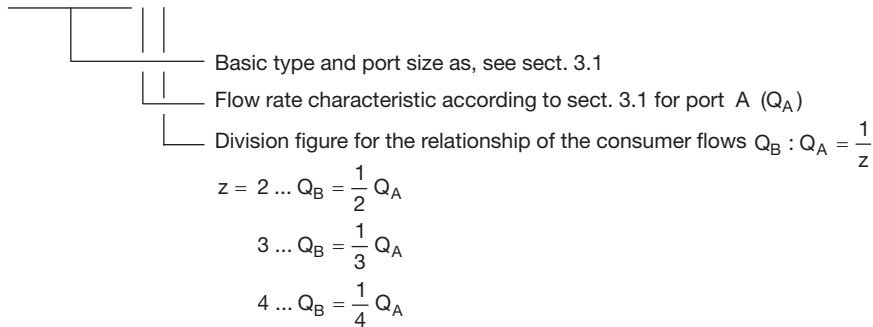 Basic type and port size as, see sect. 3.1
Flow rate characteristic according to sect. 3.1 for port A (Q_A)
Division figure for the relationship of the consumer flows Q_B : Q_A = 1/z
z = 2 ... Q_B = 1/2 Q_A
3 ... Q_B = 1/3 Q_A
4 ... Q_B = 1/4 Q_A